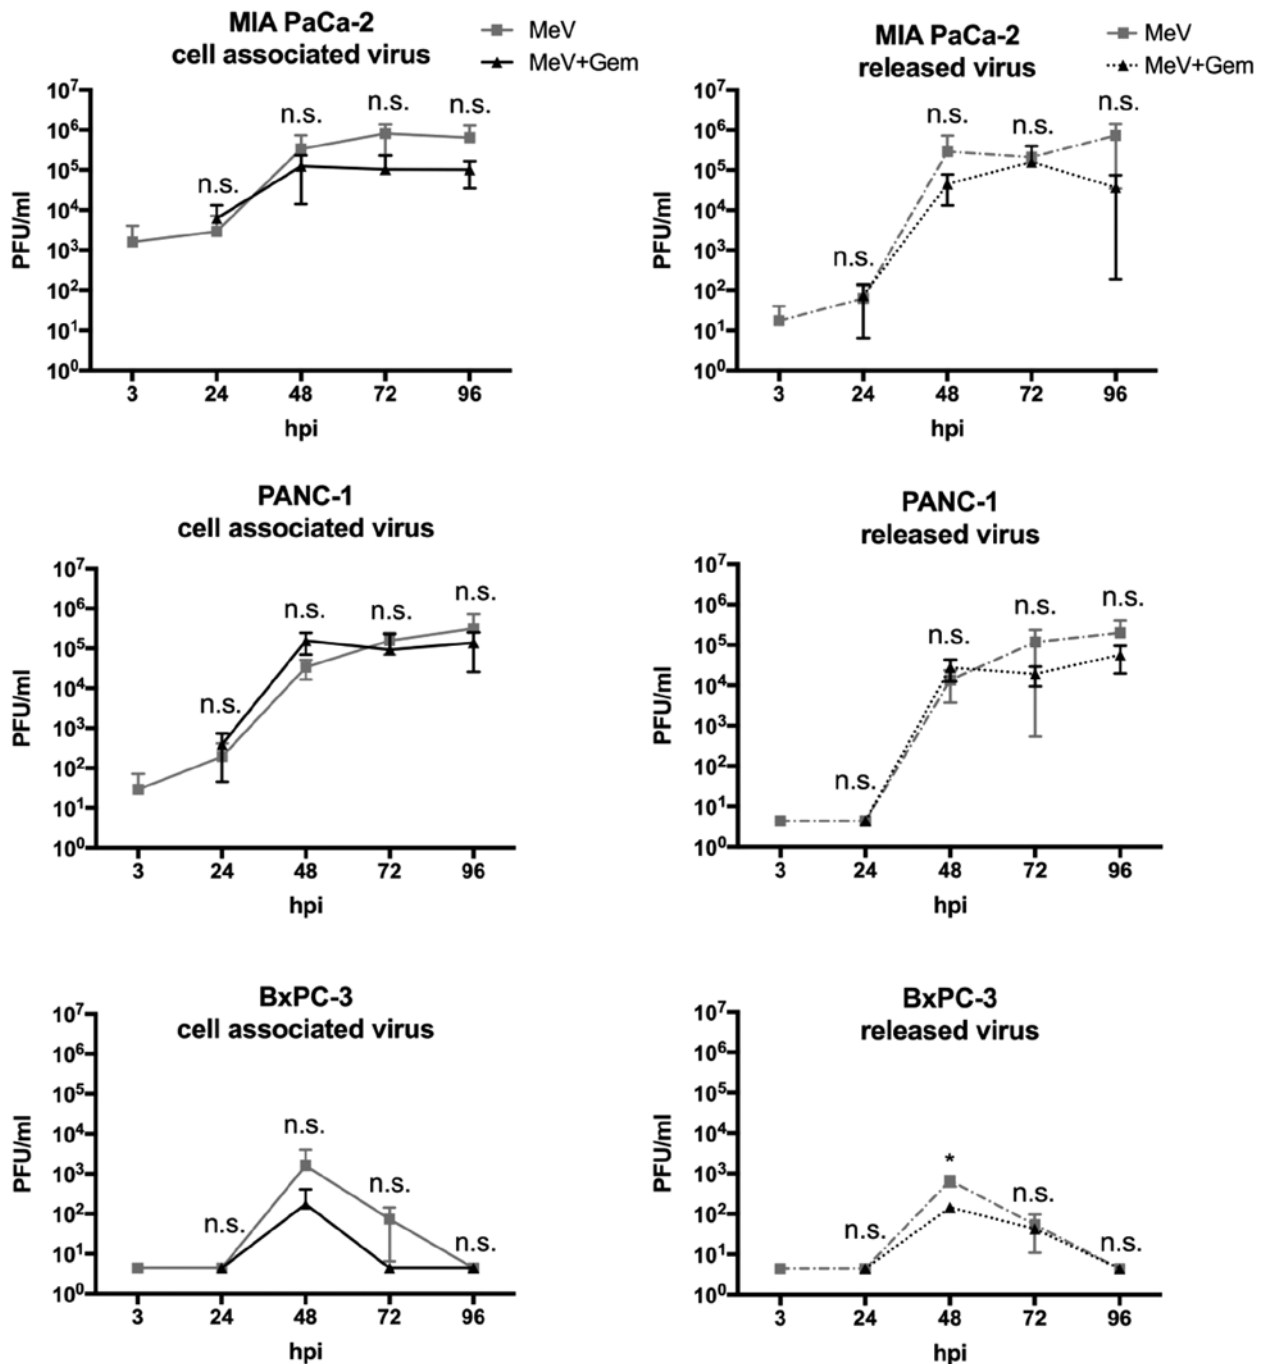 MIA PaCa-2
cell associated virus
MeV
MeV+Gem
PFU/ml
10⁷
10⁶
10⁵
10⁴
10³
10²
10¹
10⁰
n.s.
n.s.
n.s.
n.s.
3 24 48 72 96
hpi
MIA PaCa-2
released virus
MeV
MeV+Gem
PFU/ml
10⁷
10⁶
10⁵
10⁴
10³
10²
10¹
10⁰
n.s.
n.s.
n.s.
n.s.
3 24 48 72 96
hpi
PANC-1
cell associated virus
PFU/ml
10⁷
10⁶
10⁵
10⁴
10³
10²
10¹
10⁰
n.s.
n.s.
n.s.
n.s.
3 24 48 72 96
hpi
PANC-1
released virus
PFU/ml
10⁷
10⁶
10⁵
10⁴
10³
10²
10¹
10⁰
n.s.
n.s.
n.s.
n.s.
3 24 48 72 96
hpi
BxPC-3
cell associated virus
PFU/ml
10⁷
10⁶
10⁵
10⁴
10³
10²
10¹
10⁰
n.s.
n.s.
n.s.
n.s.
3 24 48 72 96
hpi
BxPC-3
released virus
PFU/ml
10⁷
10⁶
10⁵
10⁴
10³
10²
10¹
10⁰
n.s.
*
n.s.
n.s.
3 24 48 72 96
hpi